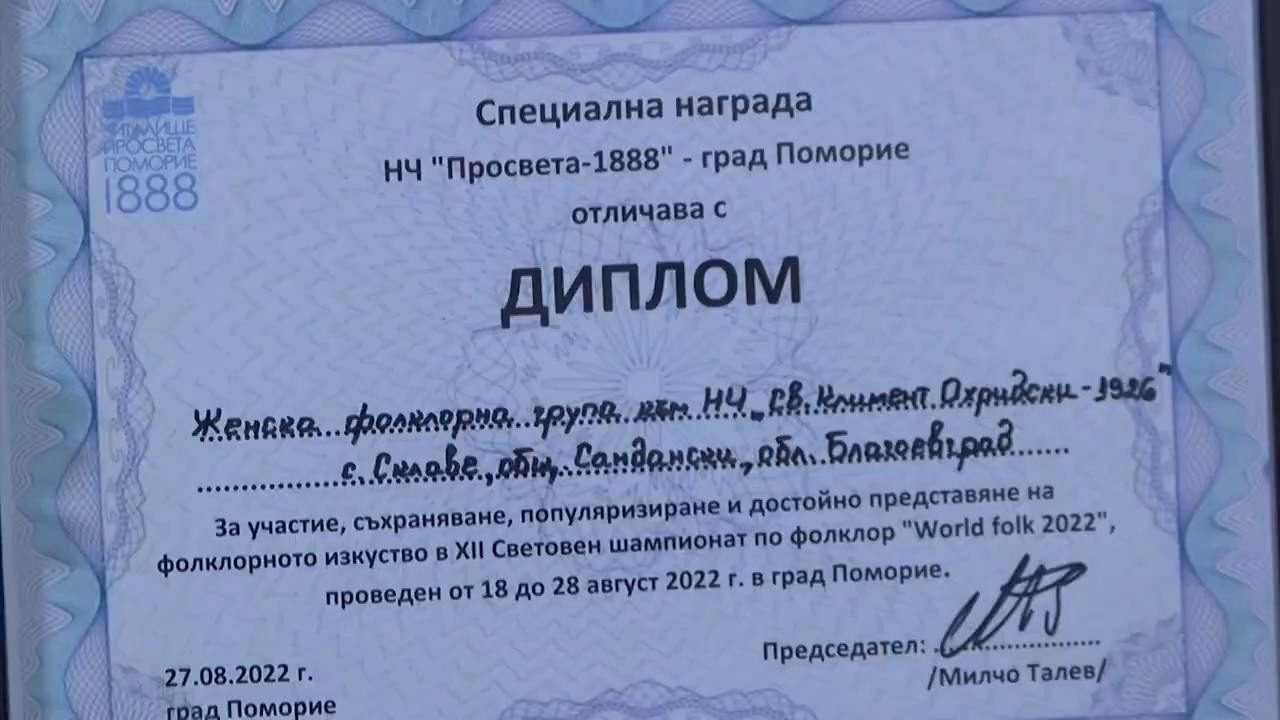 ЧИТАЛИЩЕ
ПРОСВЕТА
ПОМОРИЕ
1888
Специална награда
НЧ "Просвета-1888" - град Поморие
отличава с
ДИПЛОМ
Женска фолклорна група към НЧ „Св. Климент Охридски - 1926"
с. Склаве, общ. Сандански, обл. Благоевград
За участие, съхраняване, популяризиране и достойно представяне на
фолклорното изкуство в XII Световен шампионат по фолклор "World folk 2022",
проведен от 18 до 28 август 2022 г. в град Поморие.
Председател:
/Милчо Талев/
27.08.2022 г.
град Поморие